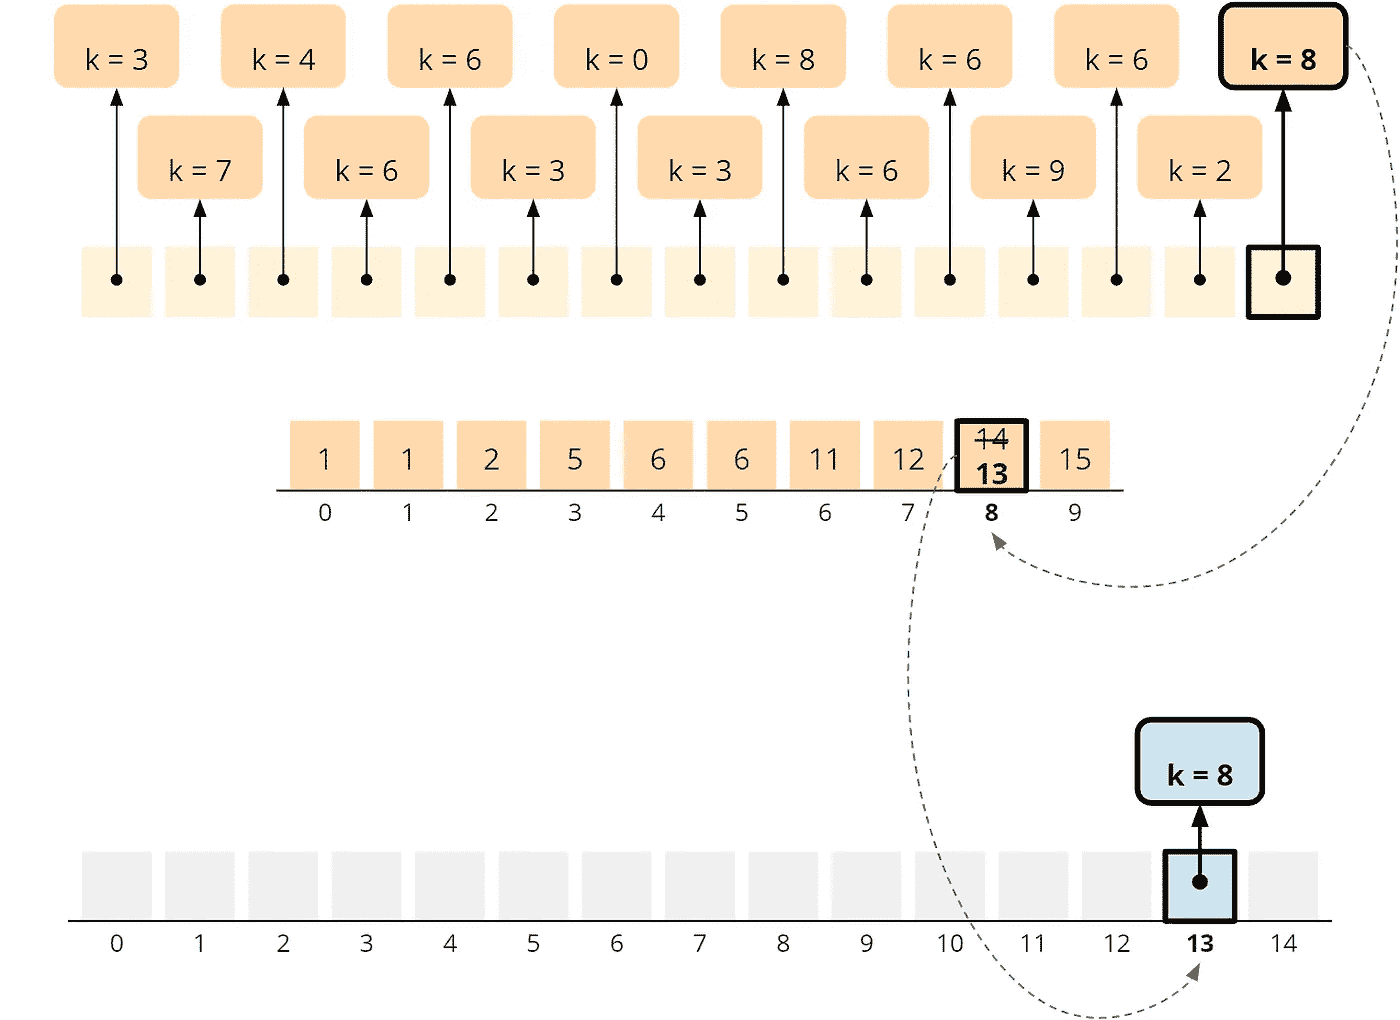 k = 3 k = 4 k = 6 k = 0 k = 8 k = 6 k = 6 k = 8
k = 7 k = 6 k = 3 k = 3 k = 6 k = 9 k = 2
14
1 1 2 5 6 6 11 12 13 15
0 1 2 3 4 5 6 7 8 9
k = 8
0 1 2 3 4 5 6 7 8 9 10 11 12 13 14